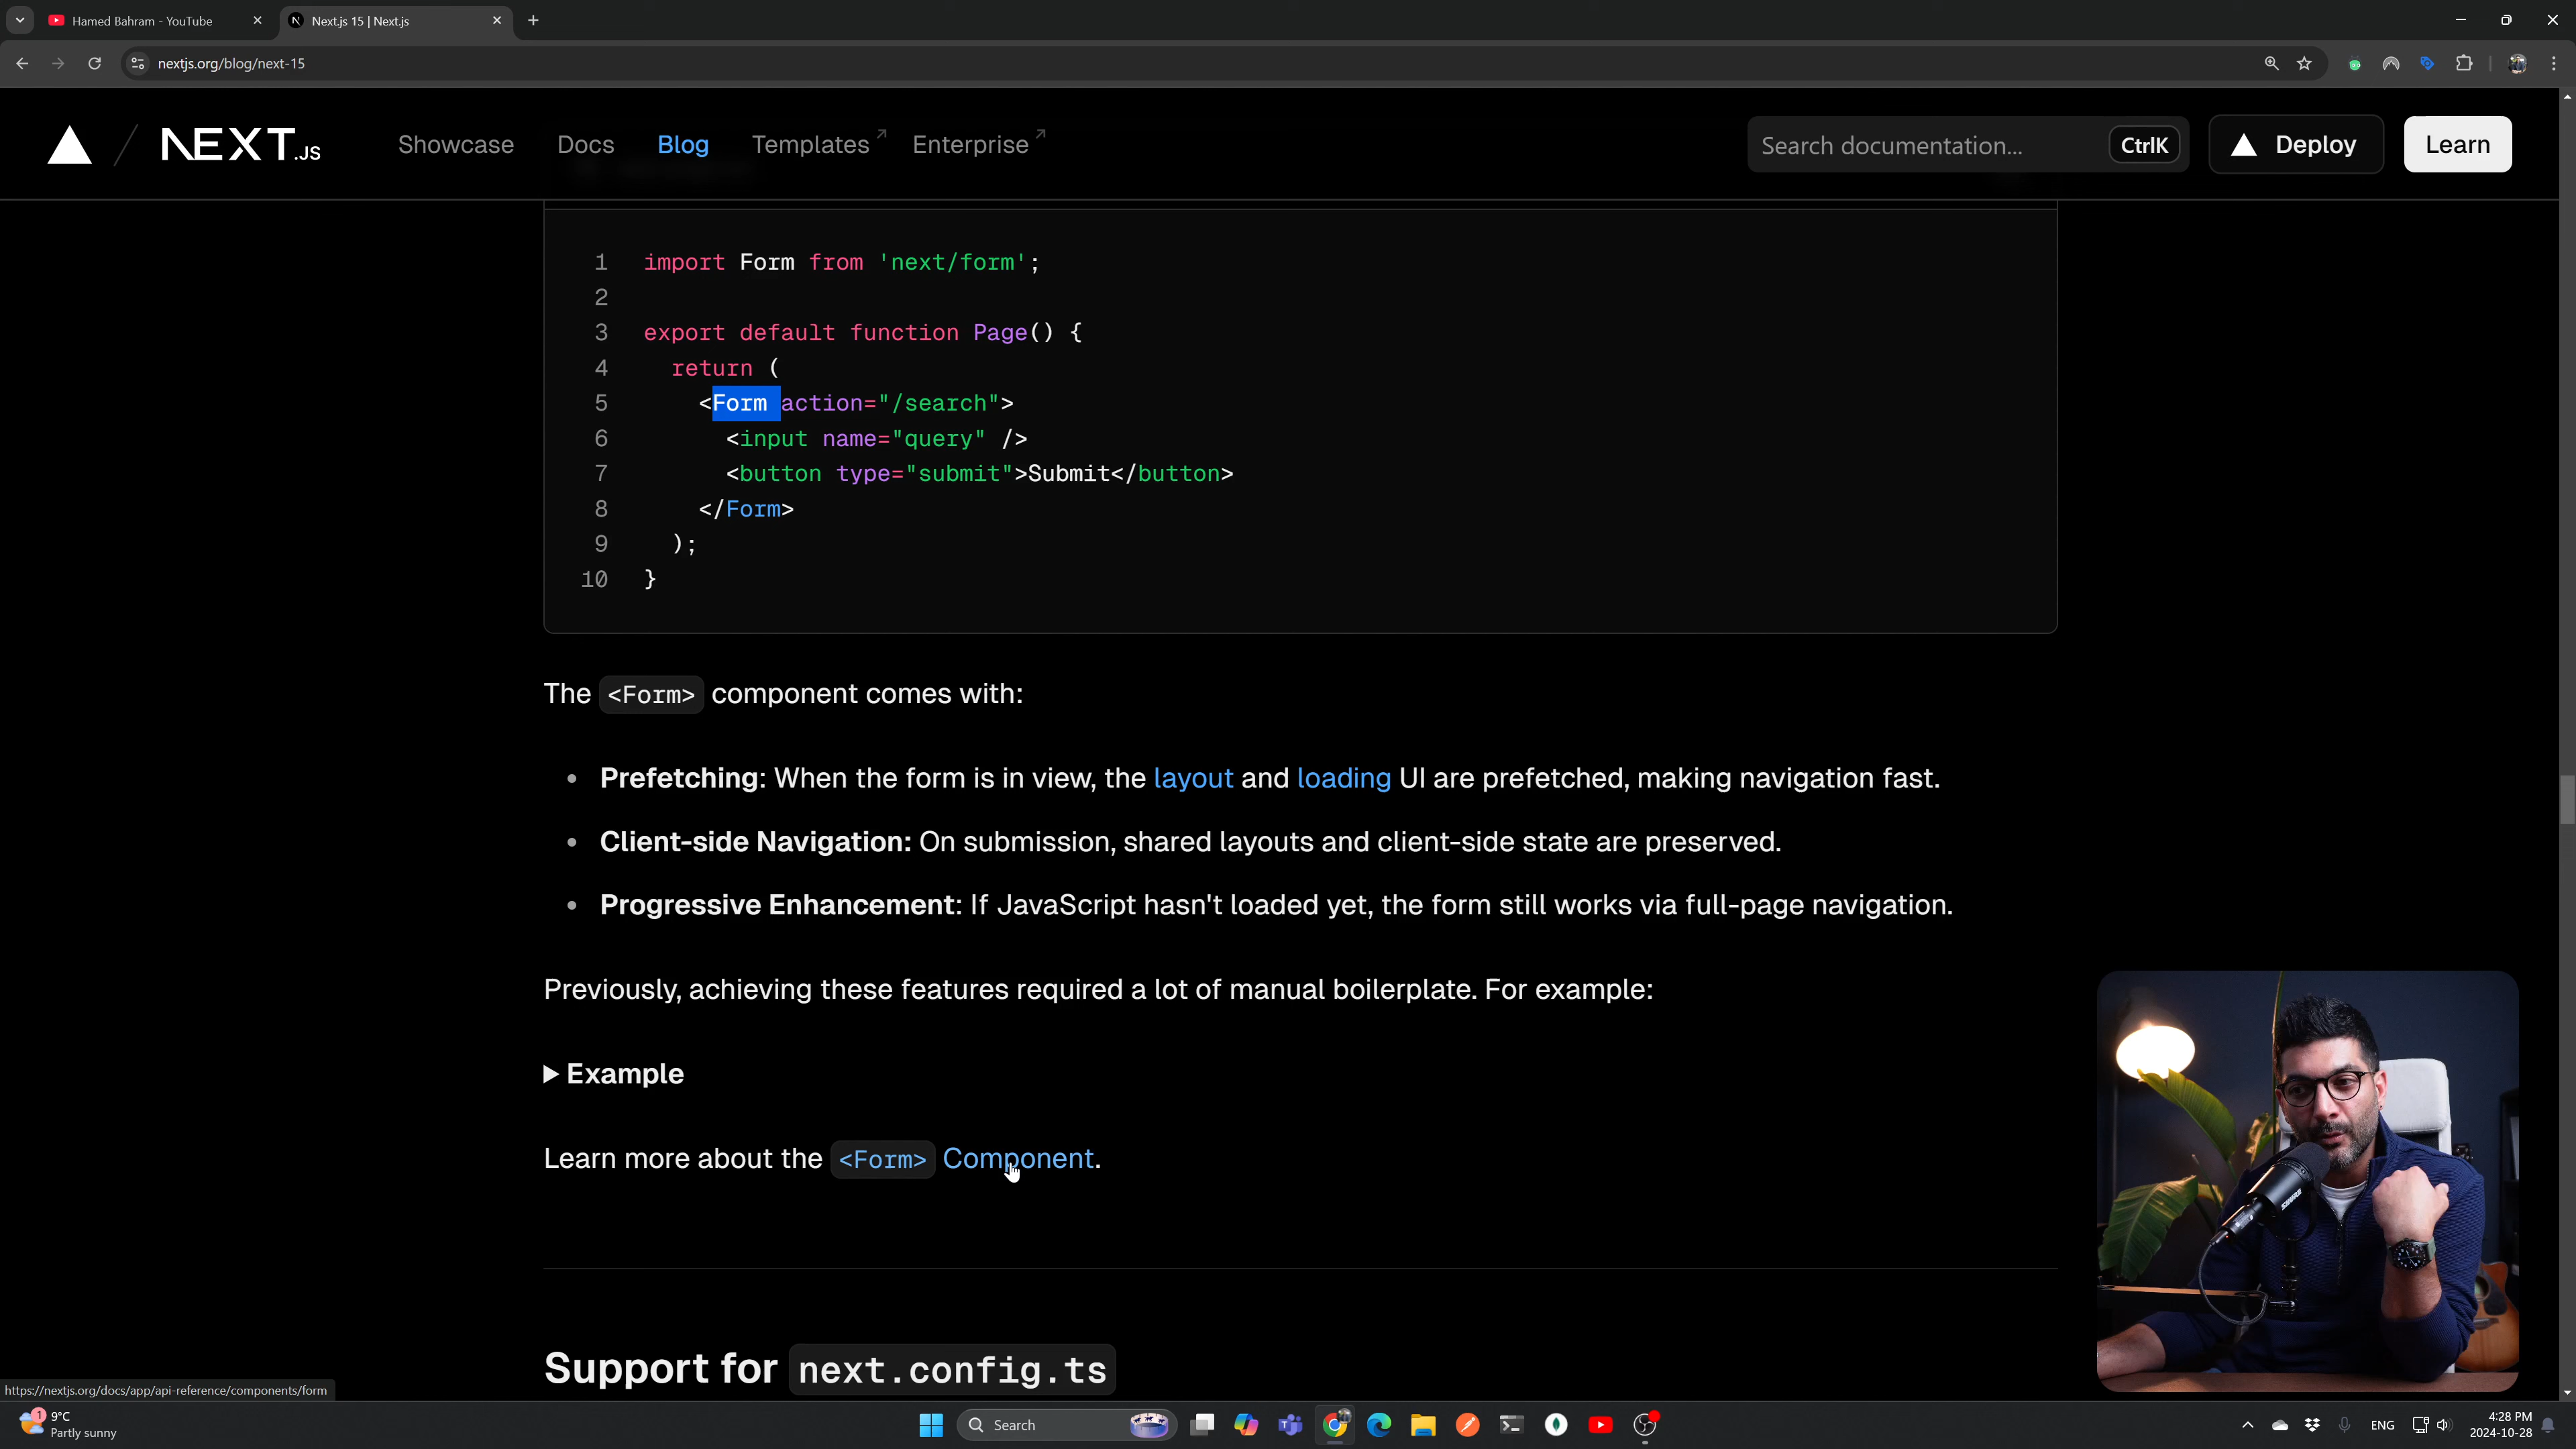 Hamed Bahram - YouTube
Next.js 15 | Next.js
nextjs.org/blog/next-15
NEXT.JS
Showcase
Docs
Blog
Templates
Enterprise
Search documentation...
CtrlK
Deploy
Learn
1 import Form from 'next/form';
2
3 export default function Page() {
4 return (
5 <Form action="/search">
6 <input name="query" />
7 <button type="submit">Submit</button>
8 </Form>
9 );
10 }
The <Form> component comes with:
• Prefetching: When the form is in view, the layout and loading UI are prefetched, making navigation fast.
• Client-side Navigation: On submission, shared layouts and client-side state are preserved.
• Progressive Enhancement: If JavaScript hasn't loaded yet, the form still works via full-page navigation.
Previously, achieving these features required a lot of manual boilerplate. For example:
Example
Learn more about the <Form> Component.
Support for next.config.ts
https://nextjs.org/docs/app/api-reference/components/form
1
9°C
Partly sunny
Search
ENG
4:28 PM
2024-10-28